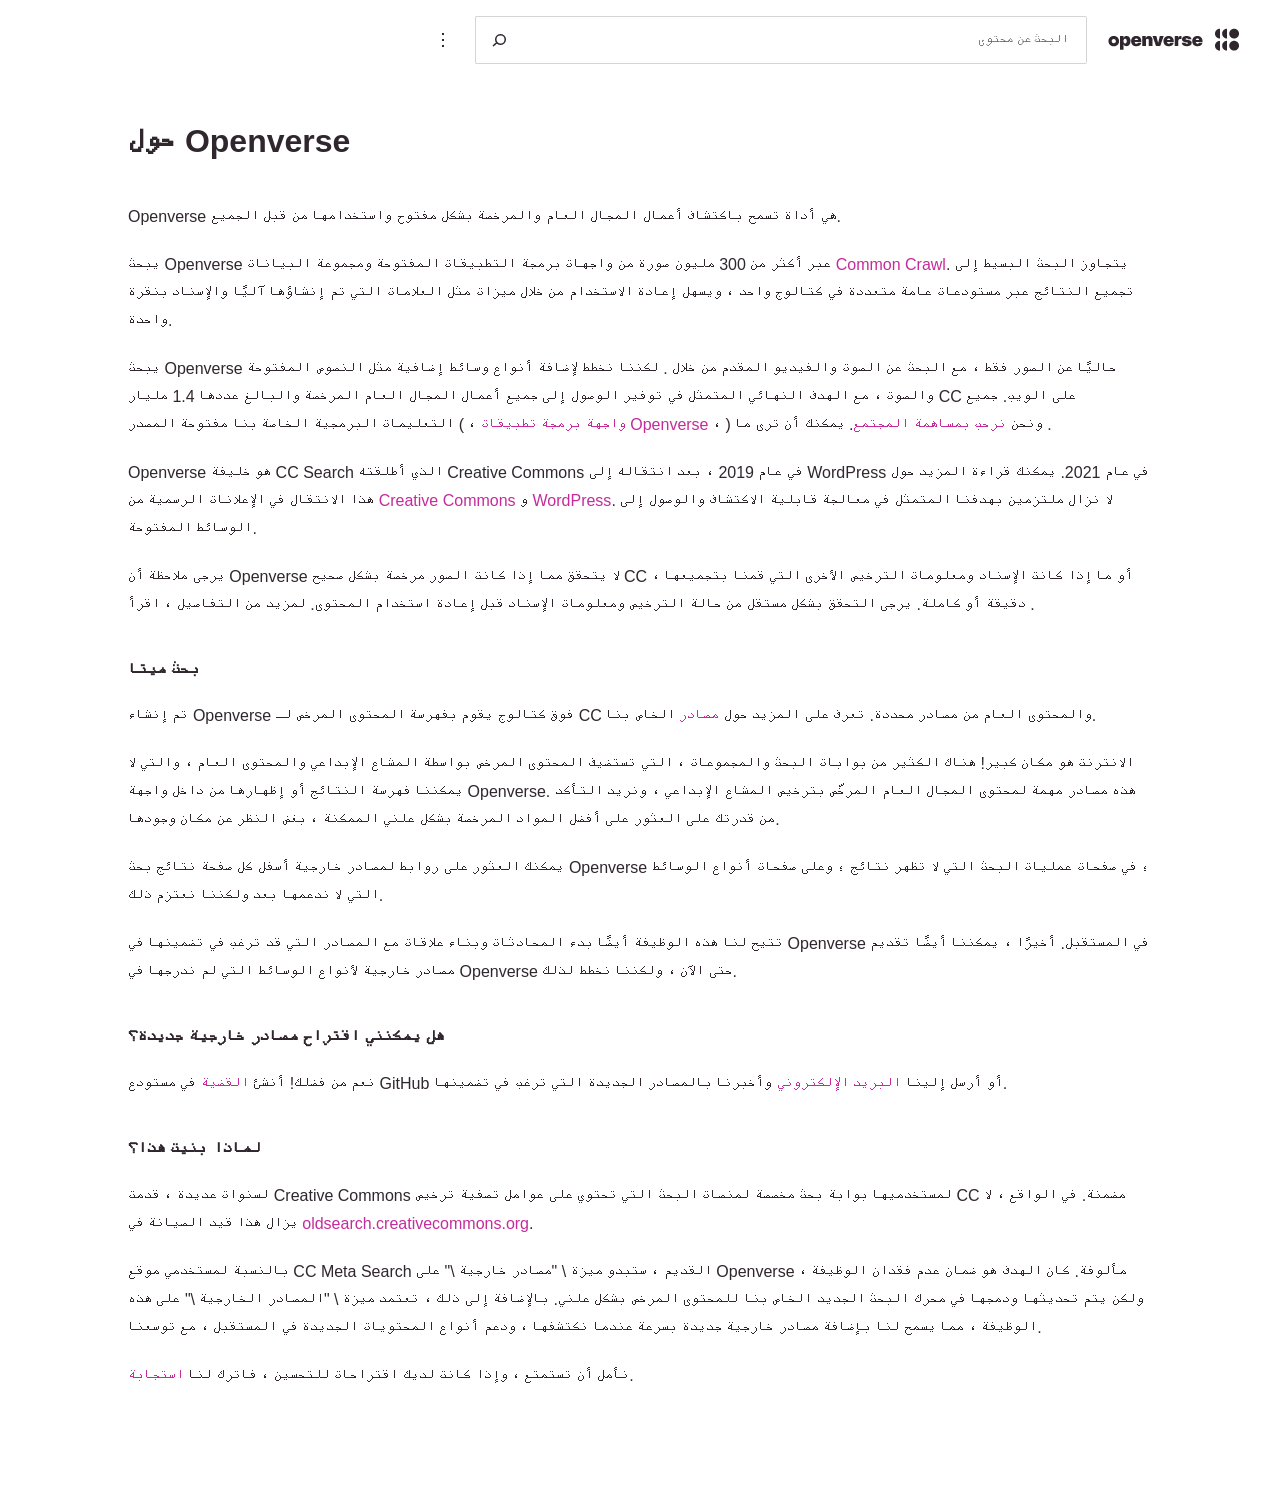 openverse
البحث عن محتوى
حول Openverse
Openverse هي أداة تسمح باكتشاف أعمال المجال العام والمرخصة بشكل مفتوح واستخدامها من قبل الجميع.
يبحث Openverse عبر أكثر من 300 مليون صورة من واجهات برمجة التطبيقات المفتوحة ومجموعة البيانات Common Crawl. يتجاوز البحث البسيط إلى
تجميع النتائج عبر مستودعات عامة متعددة في كتالوج واحد ، ويسهل إعادة الاستخدام من خلال ميزات مثل العلامات التي تم إنشاؤها آليًا والإسناد بنقرة
واحدة.
يبحث Openverse حاليًا عن الصور فقط ، مع البحث عن الصوت والفيديو المقدم من خلال . لكننا نخطط لإضافة أنواع وسائط إضافية مثل النصوص المفتوحة
والصوت ، مع الهدف النهائي المتمثل في توفير الوصول إلى جميع أعمال المجال العام المرخصة والبالغ عددها 1.4 مليار CC على الويب. جميع
التعليمات البرمجية الخاصة بنا مفتوحة المصدر ( ، واجهة برمجة تطبيقات Openverse ، ) ونحن نرحب بمساهمة المجتمع. يمكنك أن ترى ما .
Openverse هو خليفة CC Search الذي أطلقته Creative Commons في عام 2019 ، بعد انتقاله إلى WordPress في عام 2021. يمكنك قراءة المزيد حول
هذا الانتقال في الإعلانات الرسمية من Creative Commons و WordPress. لا نزال ملتزمين بهدفنا المتمثل في معالجة قابلية الاكتشاف والوصول إلى
الوسائط المفتوحة.
يرجى ملاحظة أن Openverse لا يتحقق مما إذا كانت الصور مرخصة بشكل صحيح CC ، أو ما إذا كانت الإسناد ومعلومات الترخيص الأخرى التي قمنا بتجميعها
دقيقة أو كاملة. يرجى التحقق بشكل مستقل من حالة الترخيص ومعلومات الإسناد قبل إعادة استخدام المحتوى. لمزيد من التفاصيل ، اقرأ .
بحث ميتا
تم إنشاء Openverse فوق كتالوج يقوم بفهرسة المحتوى المرخص لـ CC والمحتوى العام من مصادر محددة. تعرف على المزيد حول مصادر الخاص بنا.
الانترنت هو مكان كبير! هناك الكثير من بوابات البحث والمجموعات ، التي تستضيف المحتوى المرخص بواسطة المشاع الإبداعي والمحتوى العام ، والتي لا
يمكننا فهرسة النتائج أو إظهارها من داخل واجهة Openverse. هذه مصادر مهمة لمحتوى المجال العام المرخّص بترخيص المشاع الإبداعي ، ونريد التأكد
من قدرتك على العثور على أفضل المواد المرخصة بشكل علني الممكنة ، بغض النظر عن مكان وجودها.
يمكنك العثور على روابط لمصادر خارجية أسفل كل صفحة نتائج بحث Openverse ؛ في صفحات عمليات البحث التي لا تظهر نتائج ؛ وعلى صفحات أنواع الوسائط
التي لا ندعمها بعد ولكننا نعتزم ذلك.
تتيح لنا هذه الوظيفة أيضًا بدء المحادثات وبناء علاقات مع المصادر التي قد ترغب في تضمينها في Openverse في المستقبل. أخيرًا ، يمكننا أيضًا تقديم
مصادر خارجية لأنواع الوسائط التي لم ندرجها في Openverse حتى الآن ، ولكننا نخطط لذلك.
هل يمكنني اقتراح مصادر خارجية جديدة؟
نعم من فضلك! أنشئ القضية في مستودع GitHub أو أرسل إلينا البريد الإلكتروني وأخبرنا بالمصادر الجديدة التي ترغب في تضمينها.
لماذا بنيت هذا؟
لسنوات عديدة ، قدمت Creative Commons لمستخدميها بوابة بحث مخصصة لمنصات البحث التي تحتوي على عوامل تصفية ترخيص CC مضمنة. في الواقع ، لا
يزال هذا قيد الصيانة في oldsearch.creativecommons.org.
بالنسبة لمستخدمي موقع CC Meta Search القديم ، ستبدو ميزة \ "مصادر خارجية \" على Openverse مألوفة. كان الهدف هو ضمان عدم فقدان الوظيفة ،
ولكن يتم تحديثها ودمجها في محرك البحث الجديد الخاص بنا للمحتوى المرخص بشكل علني. بالإضافة إلى ذلك ، تعتمد ميزة \ "المصادر الخارجية \" على هذه
الوظيفة ، مما يسمح لنا بإضافة مصادر خارجية جديدة بسرعة عندما نكتشفها ، ودعم أنواع المحتويات الجديدة في المستقبل ، مع توسعنا.
نأمل أن تستمتع ، وإذا كانت لديك اقتراحات للتحسين ، فاترك لنا استجابة.